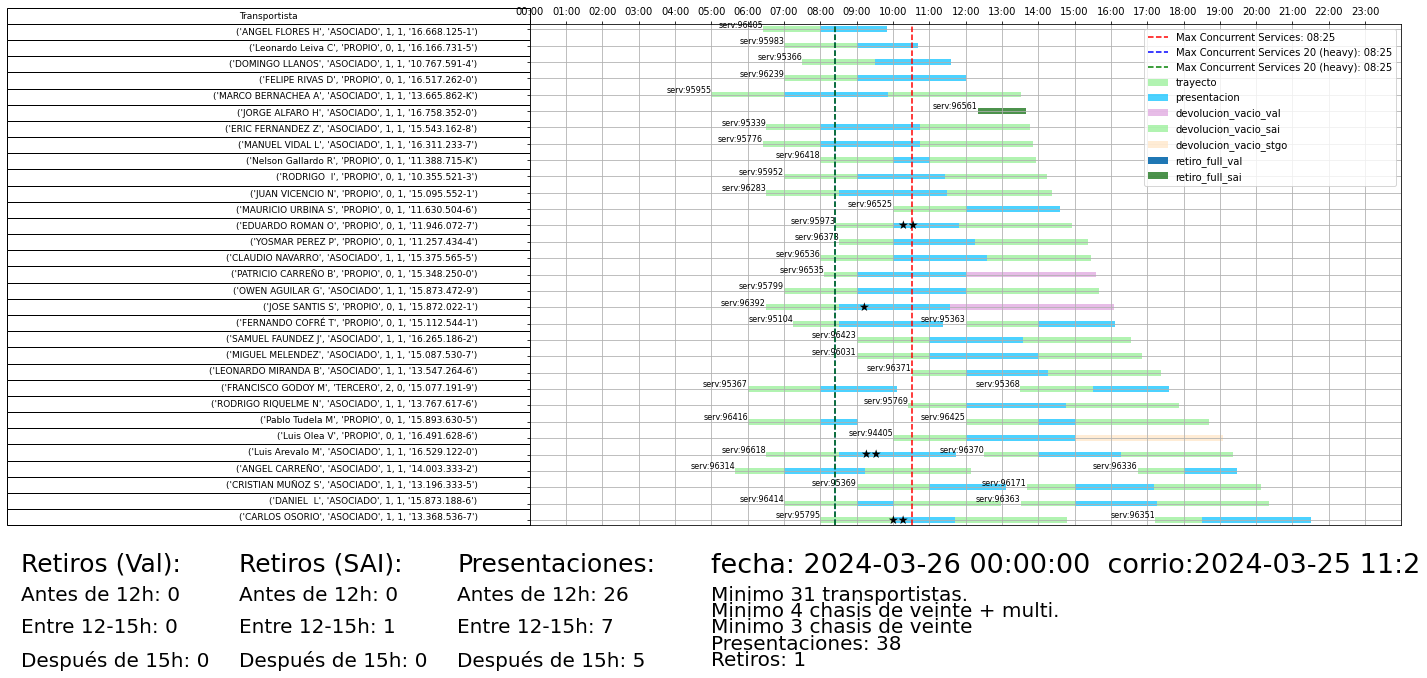 Transportista
00:00 01:00 02:00 03:00 04:00 05:00 06:00 07:00 08:00 09:00 10:00 11:00 12:00 13:00 14:00 15:00 16:00 17:00 18:00 19:00 20:00 21:00 22:00 23:00
('ANGEL FLORES H', 'ASOCIADO', 1, 1, '16.668.125-1') serv:96405
('Leonardo Leiva C', 'PROPIO', 0, 1, '16.166.731-5') serv:95983
('DOMINGO LLANOS', 'ASOCIADO', 1, 1, '10.767.591-4') serv:95366
('FELIPE RIVAS D', 'PROPIO', 0, 1, '16.517.262-0') serv:96239
('MARCO BERNACHEA A', 'ASOCIADO', 1, 1, '13.665.862-K') serv:95955
('JORGE ALFARO H', 'ASOCIADO', 1, 1, '16.758.352-0') serv:96561
('ERIC FERNANDEZ Z', 'ASOCIADO', 1, 1, '15.543.162-8') serv:95339
('MANUEL VIDAL L', 'ASOCIADO', 1, 1, '16.311.233-7') serv:95776
('Nelson Gallardo R', 'PROPIO', 0, 1, '11.388.715-K') serv:96418
('RODRIGO  I', 'PROPIO', 0, 1, '10.355.521-3') serv:95952
('JUAN VICENCIO N', 'PROPIO', 0, 1, '15.095.552-1') serv:96283
('MAURICIO URBINA S', 'PROPIO', 0, 1, '11.630.504-6') serv:96525
('EDUARDO ROMAN O', 'PROPIO', 0, 1, '11.946.072-7') serv:95973
('YOSMAR PEREZ P', 'PROPIO', 0, 1, '11.257.434-4') serv:96378
('CLAUDIO NAVARRO', 'PROPIO', 0, 1, '15.375.565-5') serv:96536
('PATRICIO CARREÑO B', 'PROPIO', 0, 1, '15.348.250-0') serv:96535
('OWEN AGUILAR G', 'ASOCIADO', 1, 1, '15.873.472-9') serv:95799
('JOSE SANTIS S', 'PROPIO', 0, 1, '15.872.022-1') serv:96392
('FERNANDO COFRÉ T', 'PROPIO', 0, 1, '15.112.544-1') serv:95104 serv:95363
('SAMUEL FAUNDEZ J', 'ASOCIADO', 1, 1, '16.265.186-2') serv:96423
('MIGUEL MELENDEZ', 'ASOCIADO', 1, 1, '15.087.530-7') serv:96031
('LEONARDO MIRANDA B', 'ASOCIADO', 1, 1, '13.547.264-6') serv:96371
('FRANCISCO GODOY M', 'TERCERO', 2, 0, '15.077.191-9') serv:95367 serv:95368
('RODRIGO RIQUELME N', 'ASOCIADO', 1, 1, '13.767.617-6') serv:95769
('Pablo Tudela M', 'PROPIO', 0, 1, '15.893.630-5') serv:96416 serv:96425
('Luis Olea V', 'PROPIO', 0, 1, '16.491.628-6') serv:94405
('Luis Arevalo M', 'ASOCIADO', 1, 1, '16.529.122-0') serv:96618 serv:96370
('ANGEL CARREÑO', 'ASOCIADO', 1, 1, '14.003.333-2') serv:96314 serv:96336
('CRISTIAN MUÑOZ S', 'ASOCIADO', 1, 1, '13.196.333-5') serv:95369 serv:96171
('DANIEL  L', 'ASOCIADO', 1, 1, '15.873.188-6') serv:96414 serv:96363
('CARLOS OSORIO', 'ASOCIADO', 1, 1, '13.368.536-7') serv:95795 serv:96351
Max Concurrent Services: 08:25
Max Concurrent Services 20 (heavy): 08:25
Max Concurrent Services 20 (heavy): 08:25
trayecto
presentacion
devolucion_vacio_val
devolucion_vacio_sai
devolucion_vacio_stgo
retiro_full_val
retiro_full_sai
Retiros (Val):
Antes de 12h: 0
Entre 12-15h: 0
Después de 15h: 0
Retiros (SAI):
Antes de 12h: 0
Entre 12-15h: 1
Después de 15h: 0
Presentaciones:
Antes de 12h: 26
Entre 12-15h: 7
Después de 15h: 5
fecha: 2024-03-26 00:00:00  corrio:2024-03-25 11:2
Minimo 31 transportistas.
Minimo 4 chasis de veinte + multi.
Minimo 3 chasis de veinte
Presentaciones: 38
Retiros: 1